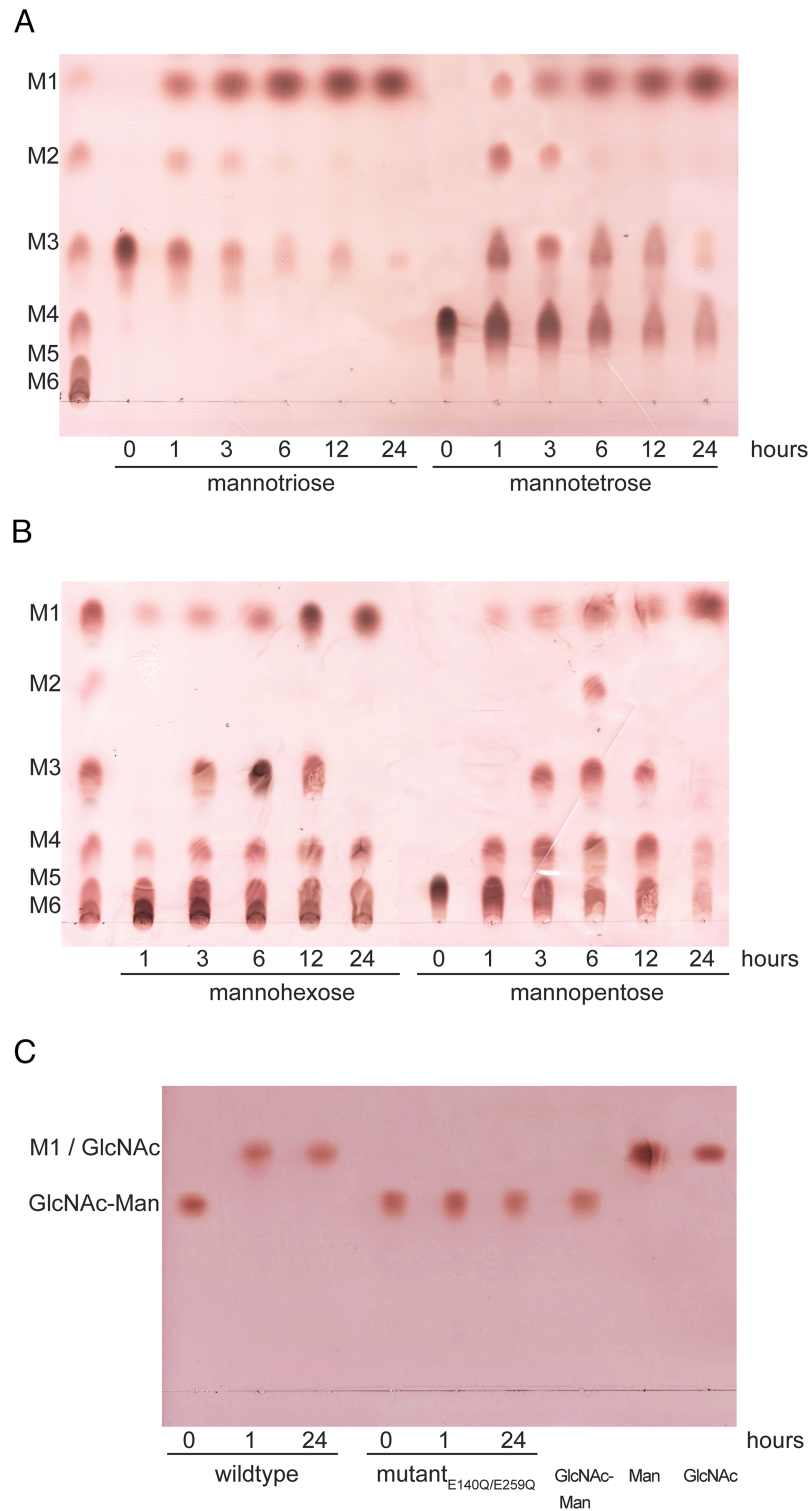 A
M1
M2
M3
M4
M5
M6
0 1 3 6 12 24 0 1 3 6 12 24 hours
mannotriose mannotetrose
B
M1
M2
M3
M4
M5
M6
1 3 6 12 24 0 1 3 6 12 24 hours
mannohexose mannopentose
C
M1 / GlcNAc
GlcNAc-Man
0 1 24 0 1 24 hours
wildtype mutantE140Q/E259Q GlcNAc- Man GlcNAc
Man